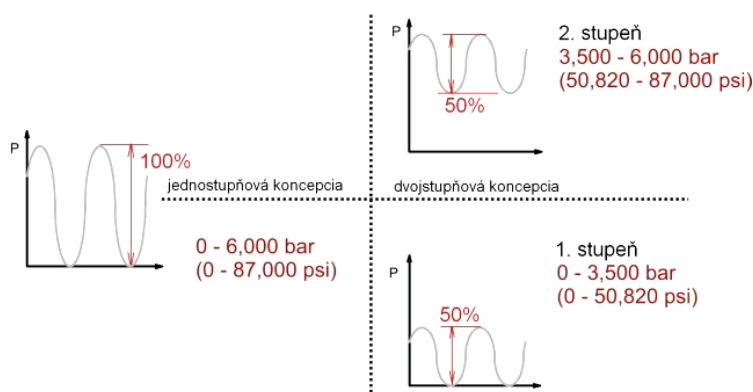 P
100%
jednostupňová koncepcia
0 - 6,000 bar
(0 - 87,000 psi)
P
50%
2. stupeň
3,500 - 6,000 bar
(50,820 - 87,000 psi)
dvojstupňová koncepcia
P
50%
1. stupeň
0 - 3,500 bar
(0 - 50,820 psi)